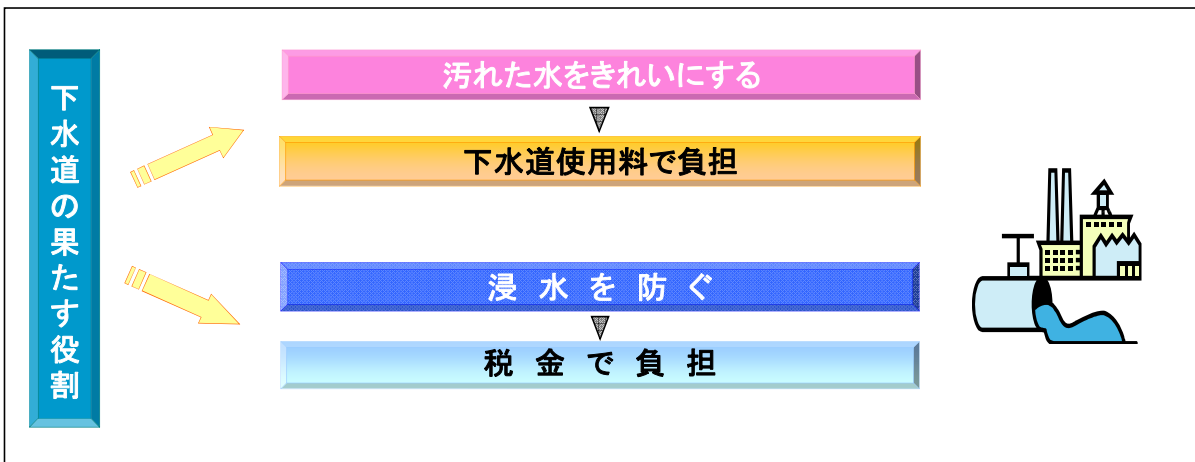 下水道の果たす役割
汚れた水をきれいにする
下水道使用料で負担
浸水を防ぐ
税金で負担